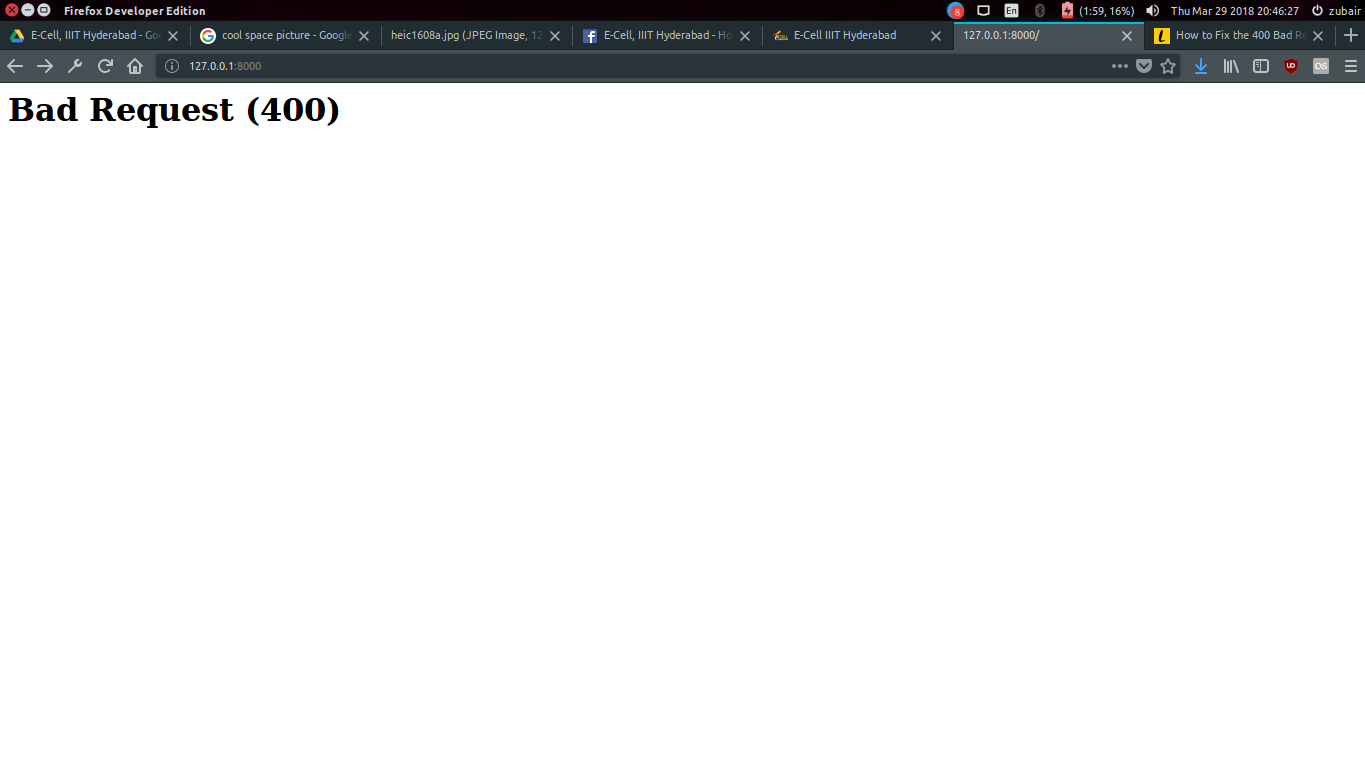 Firefox Developer Edition
8
En
(1:59, 16%)
Thu Mar 29 2018 20:46:27
zubair
E-Cell, IIIT Hyderabad - Goo
cool space picture - Google
heic1608a.jpg (JPEG Image, 12
E-Cell, IIIT Hyderabad - Ho
E-Cell IIIT Hyderabad
127.0.0.1:8000/
How to Fix the 400 Bad Re
127.0.0.1:8000
Bad Request (400)